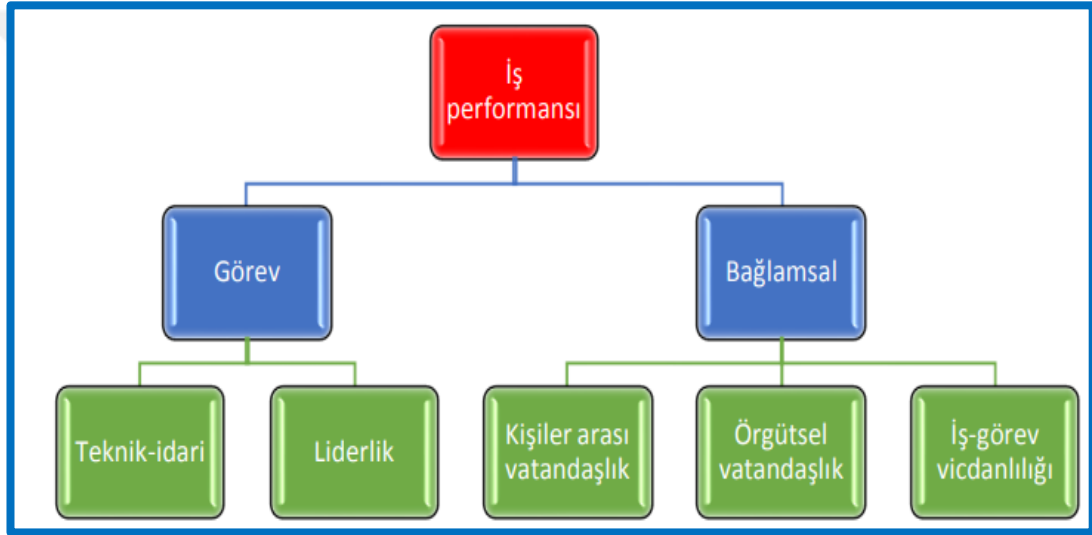 İş
performansı
Görev
Bağlamsal
Teknik-idari
Liderlik
Kişiler arası
vatandaşlık
Örgütsel
vatandaşlık
İş-görev
vicdanlılığı